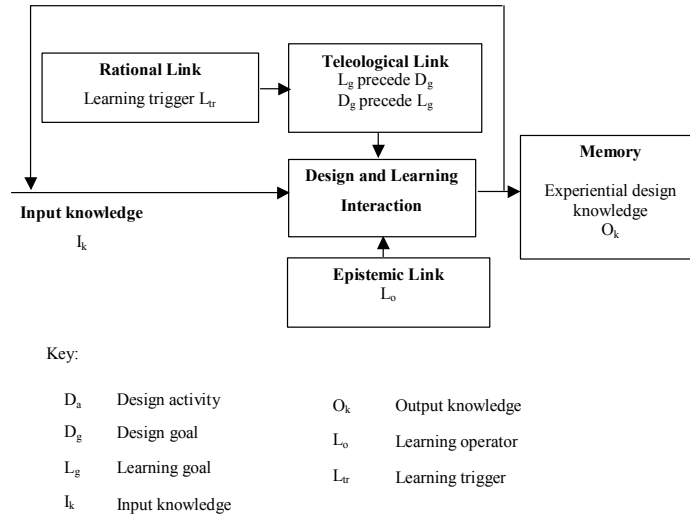 Rational Link
Learning trigger Ltr
Teleological Link
Lg precede Dg
Dg precede Lg
Memory
Experiential design
knowledge
Ok
Design and Learning
Interaction
Input knowledge
Ik
Epistemic Link
Lo
Key:
Da Design activity
Dg Design goal
Lg Learning goal
Ik Input knowledge
Ok Output knowledge
Lo Learning operator
Ltr Learning trigger